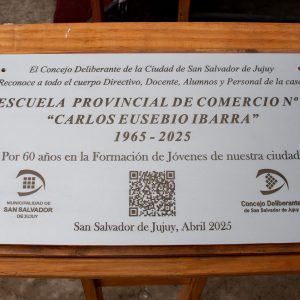 El Concejo Deliberante de la Ciudad de San Salvador de Jujuy
Reconoce a todo el cuerpo Directivo, Docente, Alumnos y Personal de la casa
ESCUELA PROVINCIAL DE COMERCIO Nº
"CARLOS EUSEBIO IBARRA"
1965 - 2025
Por 60 años en la Formación de Jóvenes de nuestra ciudad
MUNICIPALIDAD DE
SAN SALVADOR
DE JUJUY
Concejo Deliberante
de San Salvador de Jujuy
San Salvador de Jujuy, Abril 2025